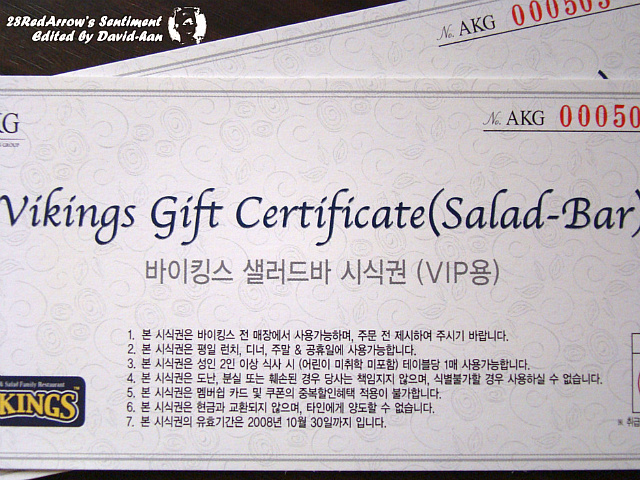 28RedArrow's Sentiment
Edited by David-han
No. AKG 000505
KG
GROUP
No. AKG 00050
Vikings Gift Certificate(Salad-Bar)
바이킹스 샐러드바 시식권 (VIP용)
1. 본 시식권은 바이킹스 전 매장에서 사용가능하며, 주문 전 제시하여 주시기 바랍니다.
2. 본 시식권은 평일 런치, 디너, 주말 & 공휴일에 사용가능합니다.
3. 본 시식권은 성인 2인 이상 식사 시 (어린이 미취학 미포함) 테이블당 1매 사용가능합니다.
4. 본 시식권은 도난, 분실 또는 훼손된 경우 당사는 책임지지 않으며, 식별불가할 경우 사용하실 수 없습니다.
5. 본 시식권은 멤버쉽 카드 및 쿠폰의 중복할인혜택 적용이 불가합니다.
6. 본 시식권은 현금과 교환되지 않으며, 타인에게 양도할 수 없습니다.
7. 본 시식권의 유효기간은 2008년 10월 30일까지 입니다.
& Salad Family Restaurant
KINGS™
※ 취급